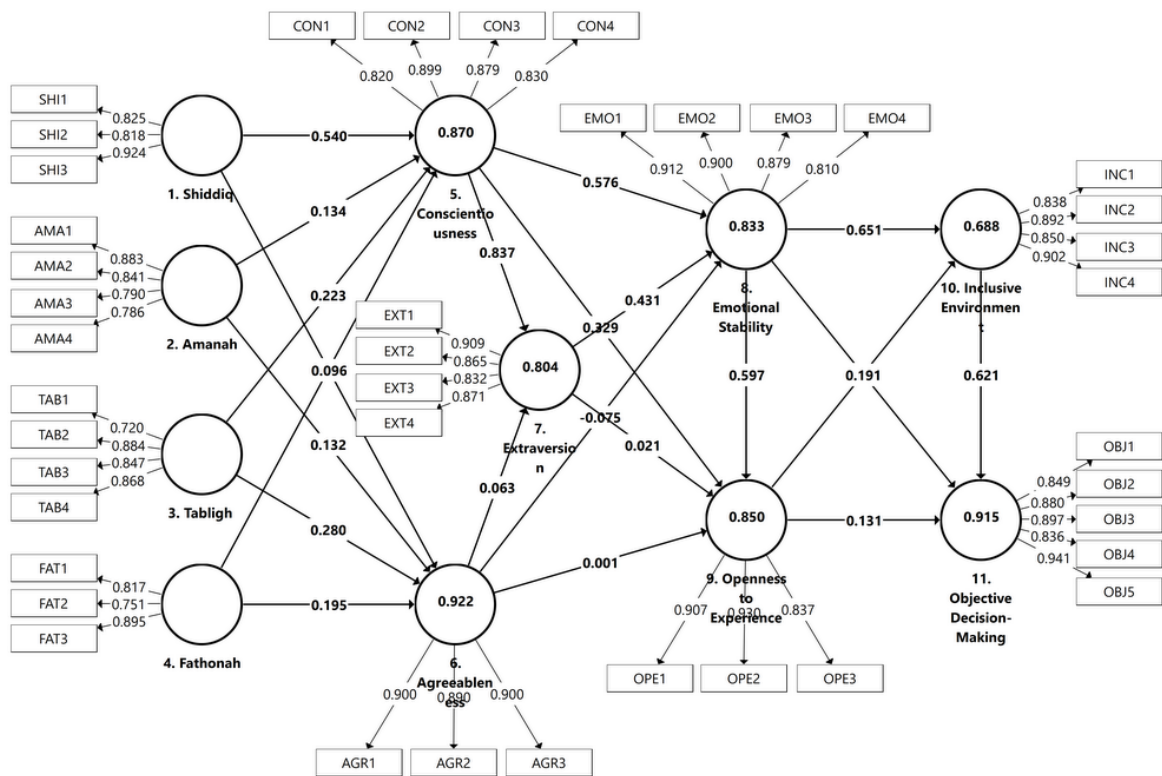 CON1
CON2
CON3
CON4
0.820
0.899
0.879
0.830
SHI1
SHI2
SHI3
0.825
0.818
0.924
1. Shiddiq
0.540
0.870
5.
Conscientio
usness
EMO1
EMO2
EMO3
EMO4
0.912
0.900
0.879
0.810
0.576
0.833
8.
Emotional
Stability
0.651
0.688
10. Inclusive
Environmen
t
INC1
INC2
INC3
INC4
0.838
0.892
0.850
0.902
AMA1
AMA2
AMA3
AMA4
0.883
0.841
0.790
0.786
2. Amanah
0.134
0.223
0.837
0.431
0.329
EXT1
EXT2
EXT3
EXT4
0.909
0.865
0.832
0.871
0.804
7.
Extraversio
n
0.096
0.597
0.191
0.621
TAB1
TAB2
TAB3
TAB4
0.720
0.884
0.847
0.868
3. Tabligh
0.132
-0.075
0.021
0.063
0.280
0.850
9. Openness
to
Experience
0.131
0.915
11.
Objective
Decision-
Making
OBJ1
OBJ2
OBJ3
OBJ4
OBJ5
0.849
0.880
0.897
0.836
0.941
FAT1
FAT2
FAT3
0.817
0.751
0.895
4. Fathonah
0.195
0.922
6.
Agreeablen
ess
0.001
0.907
0.930
0.837
OPE1
OPE2
OPE3
0.900
0.890
0.900
AGR1
AGR2
AGR3